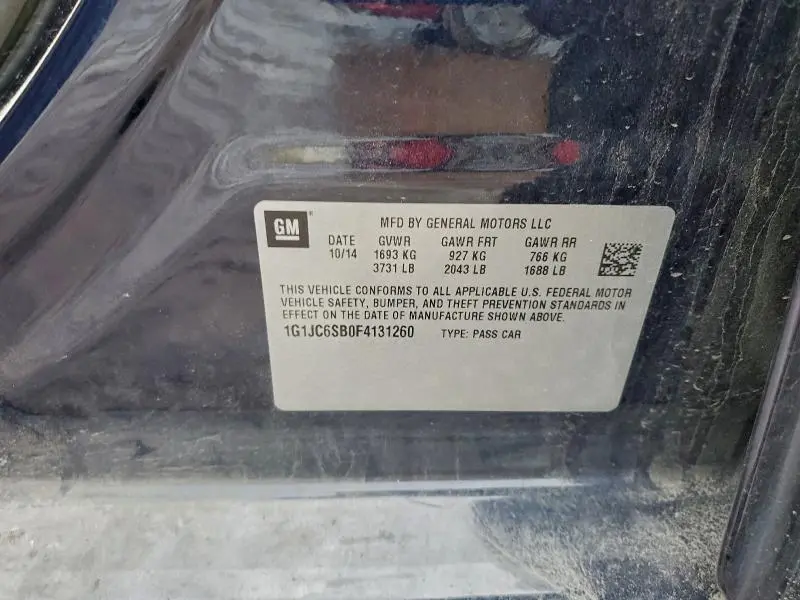 GM ®
MFD BY GENERAL MOTORS LLC
DATE GVWR GAWR FRT GAWR RR
10/14 1693 KG 927 KG 766 KG
3731 LB 2043 LB 1688 LB
THIS VEHICLE CONFORMS TO ALL APPLICABLE U.S. FEDERAL MOTOR
VEHICLE SAFETY, BUMPER, AND THEFT PREVENTION STANDARDS IN
EFFECT ON THE DATE OF MANUFACTURE SHOWN ABOVE.
1G1JC6SB0F4131260 TYPE: PASS CAR